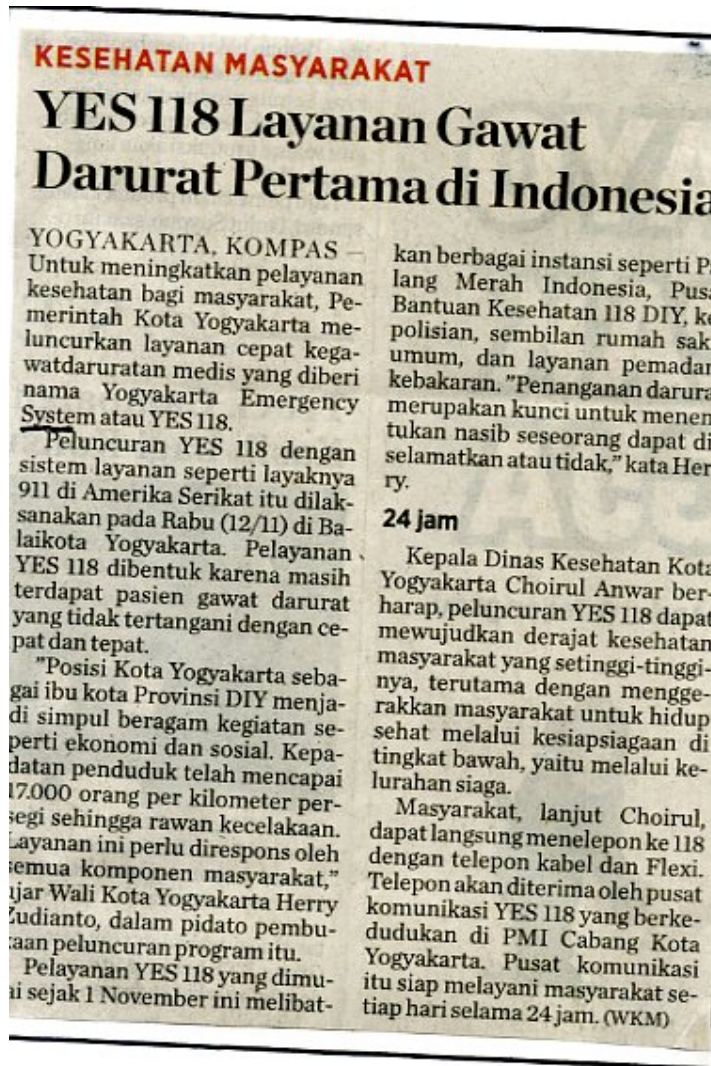 KESEHATAN MASYARAKAT
YES 118 Layanan Gawat
Darurat Pertama di Indonesia
YOGYAKARTA, KOMPAS —
Untuk meningkatkan pelayanan
kesehatan bagi masyarakat, Pe-
merintah Kota Yogyakarta me-
luncurkan layanan cepat kega-
watdaruratan medis yang diberi
nama Yogyakarta Emergency
System atau YES 118.
Peluncuran YES 118 dengan
sistem layanan seperti layaknya
911 di Amerika Serikat itu dilak-
sanakan pada Rabu (12/11) di Ba-
laikota Yogyakarta. Pelayanan
YES 118 dibentuk karena masih
terdapat pasien gawat darurat
yang tidak tertangani dengan ce-
pat dan tepat.
"Posisi Kota Yogyakarta seba-
gai ibu kota Provinsi DIY menja-
di simpul beragam kegiatan se-
perti ekonomi dan sosial. Kepa-
datan penduduk telah mencapai
17.000 orang per kilometer per-
segi sehingga rawan kecelakaan.
Layanan ini perlu direspons oleh
semua komponen masyarakat,"
ujar Wali Kota Yogyakarta Herry
Zudianto, dalam pidato pembu-
kaan peluncuran program itu.
Pelayanan YES 118 yang dimu-
ai sejak 1 November ini melibat-
kan berbagai instansi seperti Pa
lang Merah Indonesia, Pusa
Bantuan Kesehatan 118 DIY, ke
polisian, sembilan rumah sak
umum, dan layanan pemadam
kebakaran. "Penanganan darura
merupakan kunci untuk menen
tukan nasib seseorang dapat di
selamatkan atau tidak," kata Her
ry.
24 jam
Kepala Dinas Kesehatan Kota
Yogyakarta Choirul Anwar ber-
harap, peluncuran YES 118 dapat
mewujudkan derajat kesehatan
masyarakat yang setinggi-tinggi-
nya, terutama dengan mengge-
rakkan masyarakat untuk hidup
sehat melalui kesiapsiagaan di
tingkat bawah, yaitu melalui ke-
lurahan siaga.
Masyarakat, lanjut Choirul,
dapat langsung menelepon ke 118
dengan telepon kabel dan Flexi.
Telepon akan diterima oleh pusat
komunikasi YES 118 yang berke-
dudukan di PMI Cabang Kota
Yogyakarta. Pusat komunikasi
itu siap melayani masyarakat se-
tiap hari selama 24 jam. (WKM)